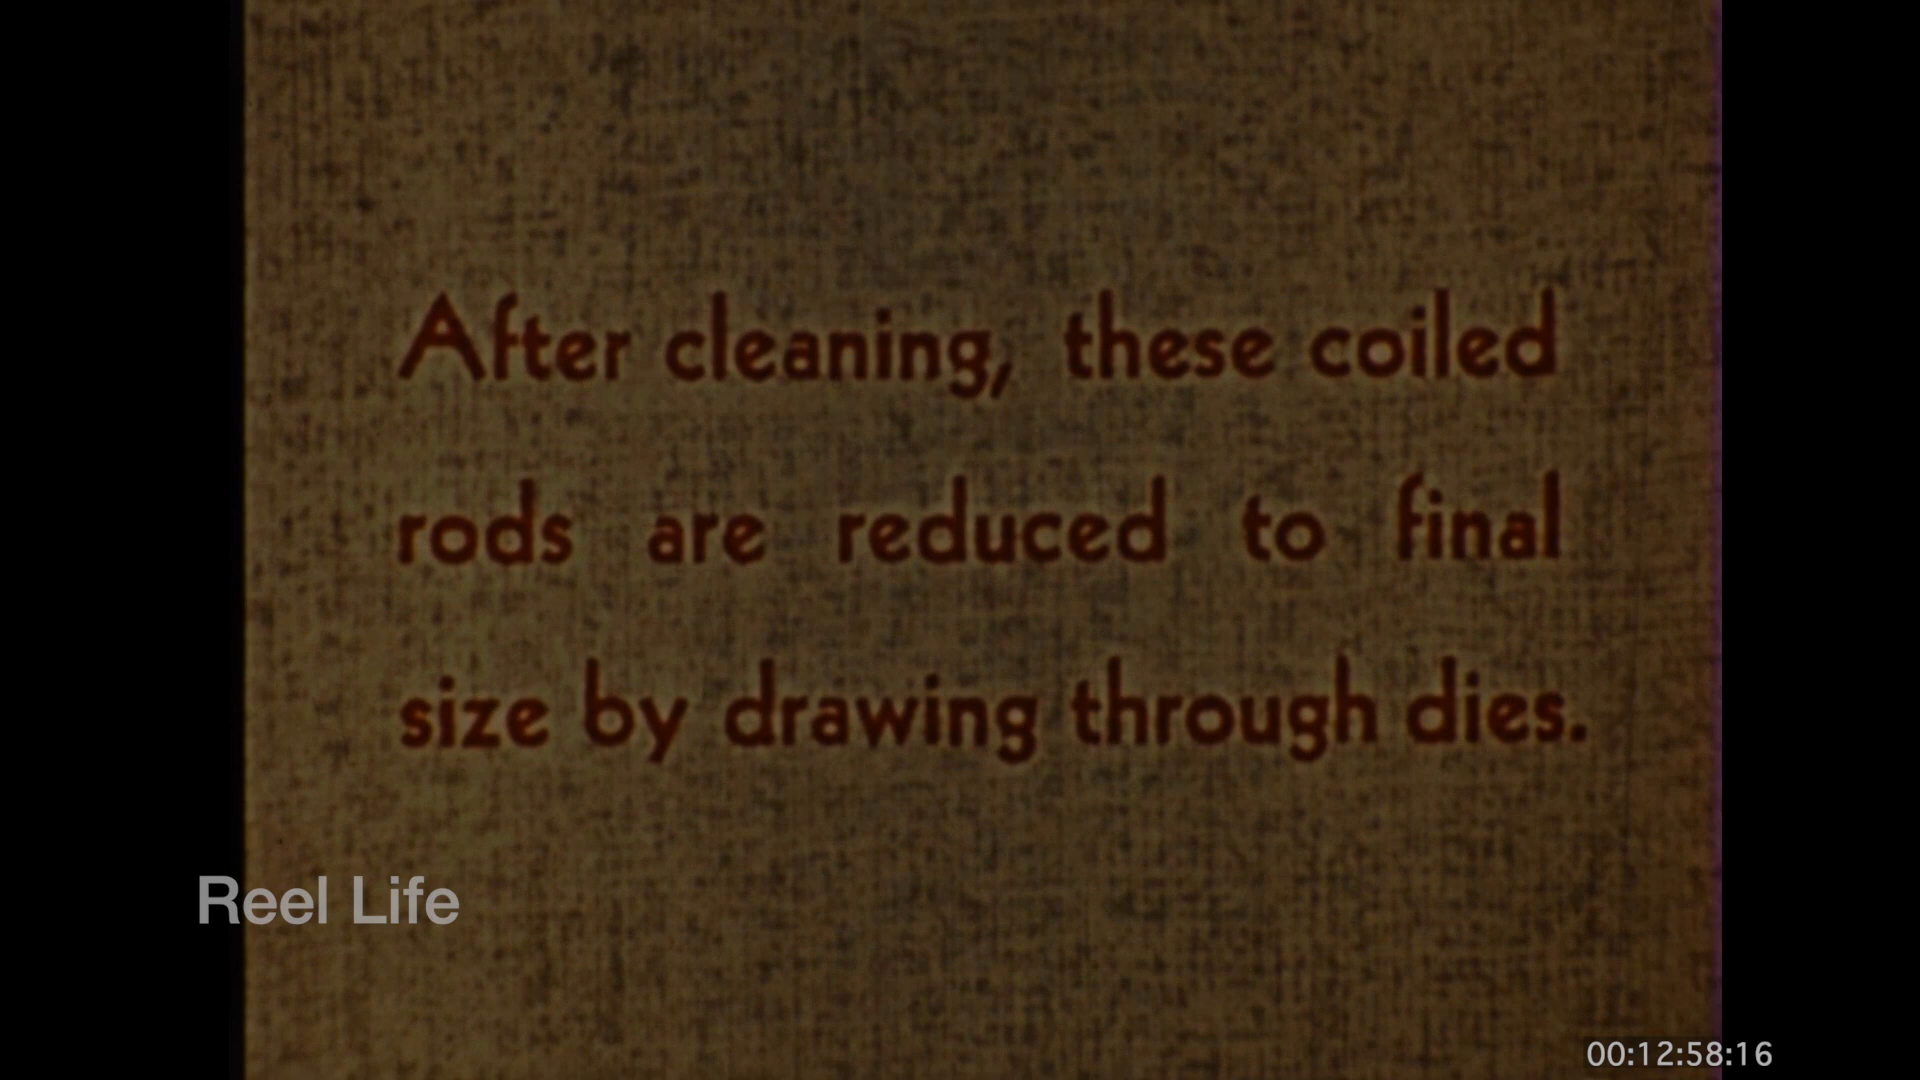 After cleaning, these coiled
rods are reduced to final
size by drawing through dies.
Reel Life
00:12:58:16